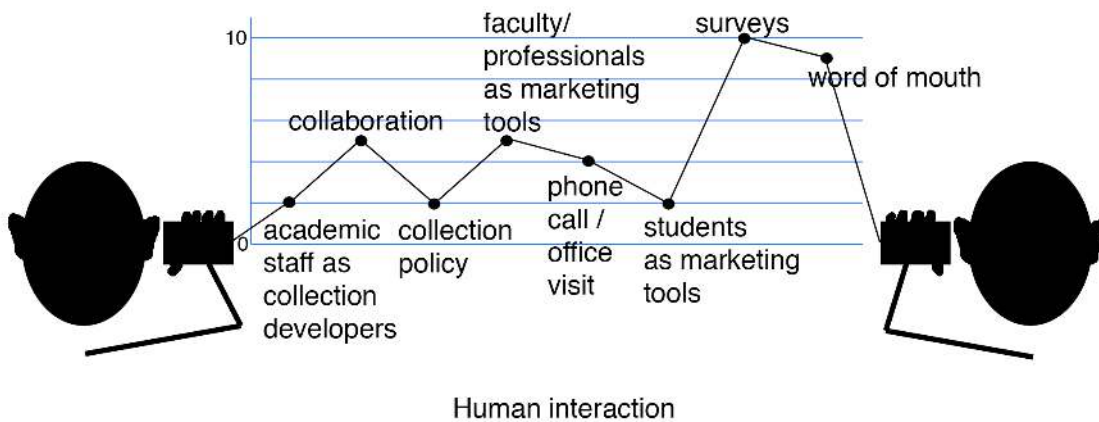 10
0
collaboration
faculty/
professionals
as marketing
tools
surveys
word of mouth
academic
staff as
collection
developers
collection
policy
phone
call /
office
visit
students
as marketing
tools
Human interaction